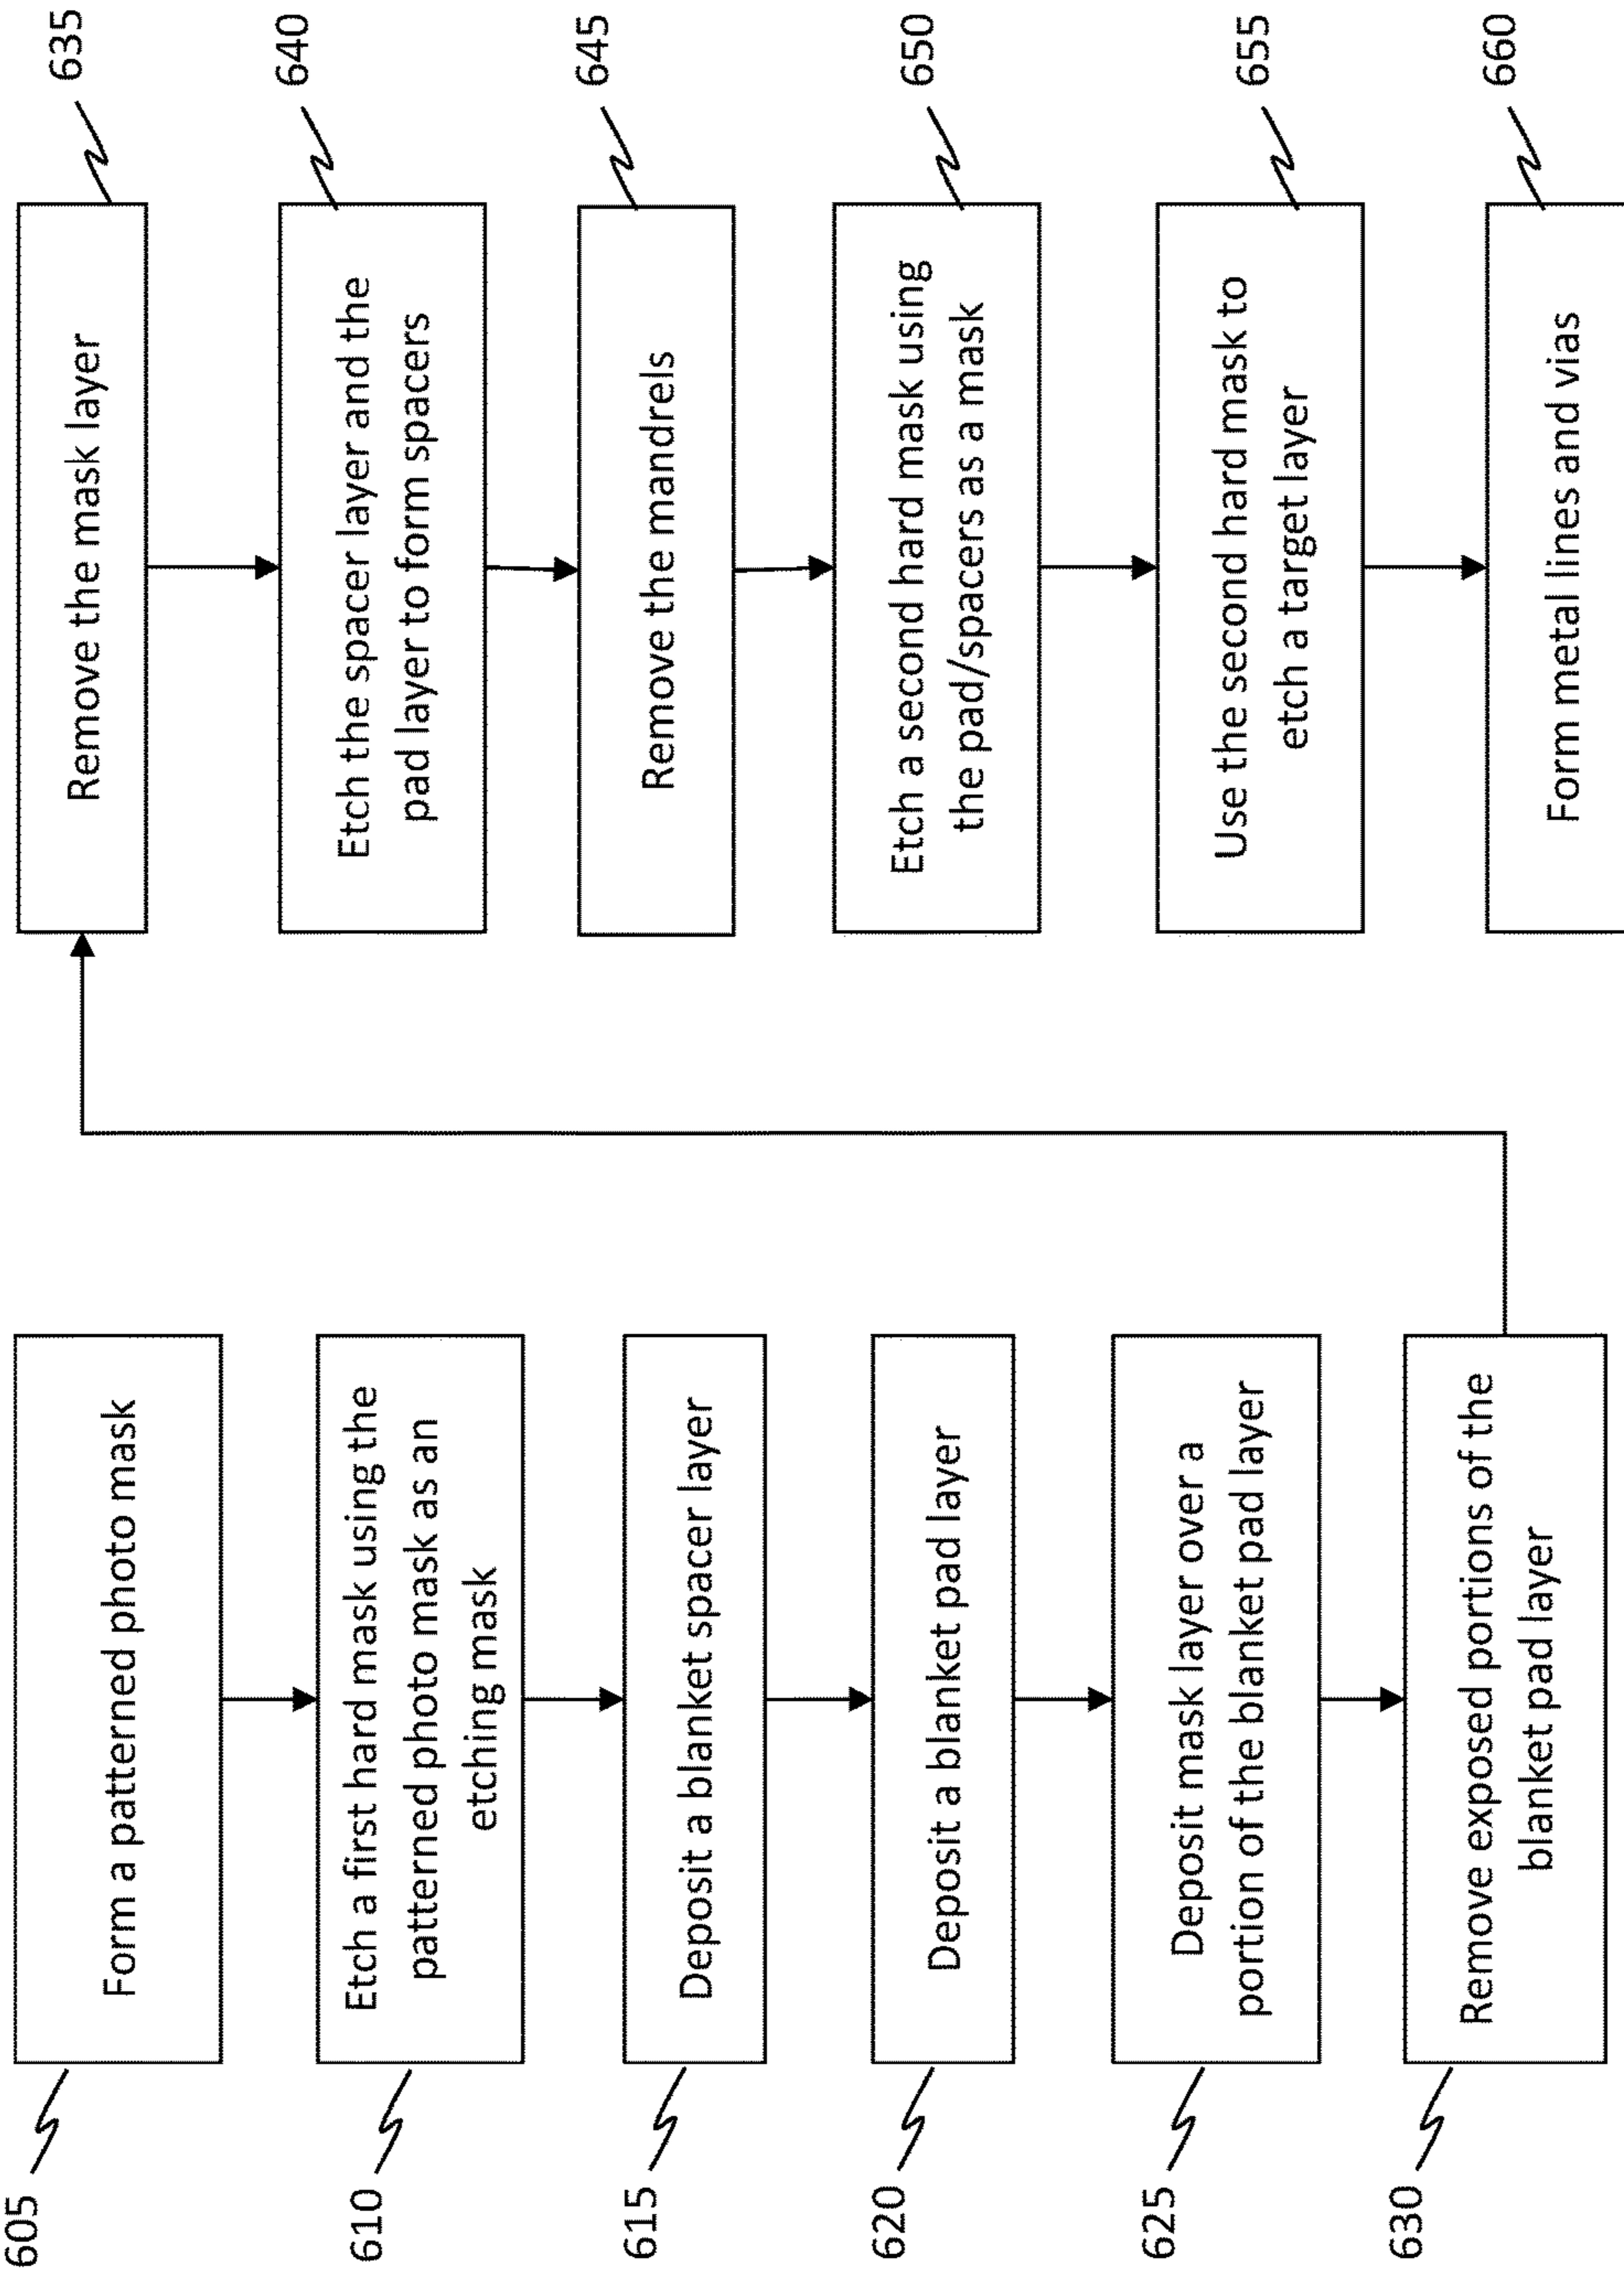 605
Form a patterned photo mask
610
Etch a first hard mask using the
patterned photo mask as an
etching mask
615
Deposit a blanket spacer layer
620
Deposit a blanket pad layer
625
Deposit mask layer over a
portion of the blanket pad layer
630
Remove exposed portions of the
blanket pad layer
635
Remove the mask layer
640
Etch the spacer layer and the
pad layer to form spacers
645
Remove the mandrels
650
Etch a second hard mask using
the pad/spacers as a mask
655
Use the second hard mask to
etch a target layer
660
Form metal lines and vias